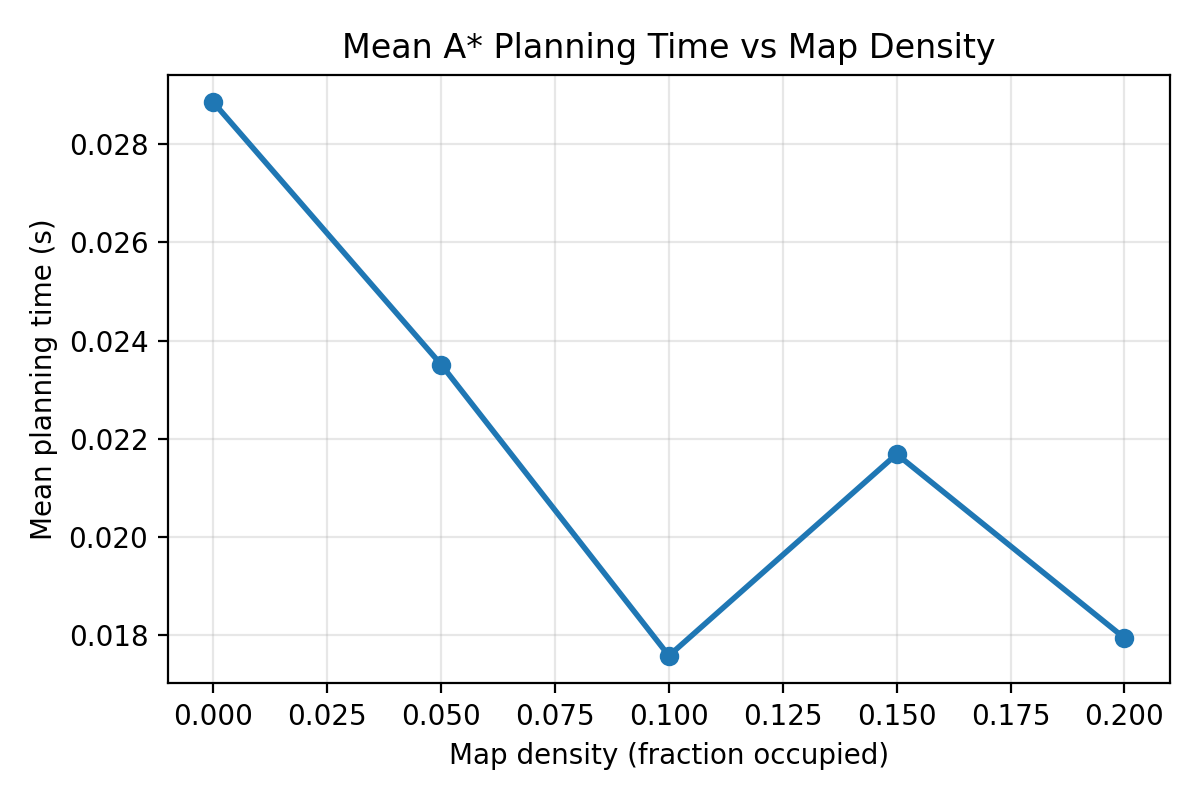 Mean A* Planning Time vs Map Density
Mean planning time (s)
0.028
0.026
0.024
0.022
0.020
0.018
0.000 0.025 0.050 0.075 0.100 0.125 0.150 0.175 0.200
Map density (fraction occupied)